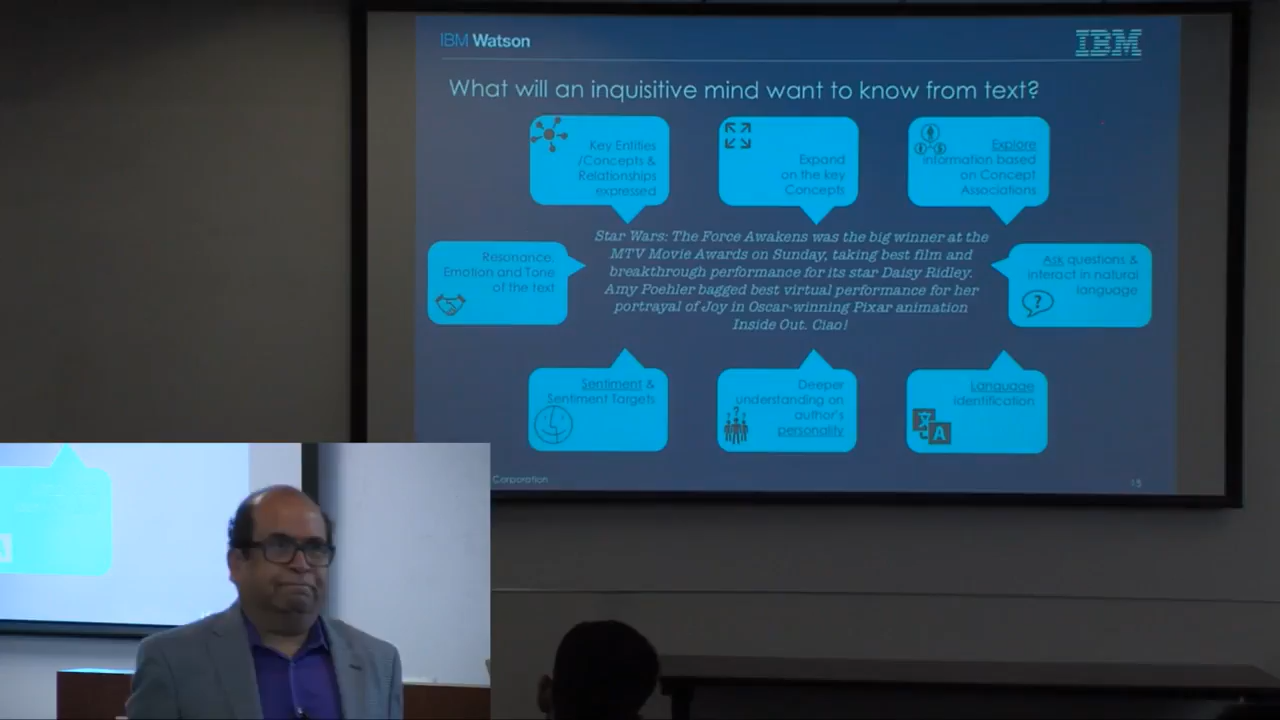 IBM Watson
IBM
What will an inquisitive mind want to know from text?
Key Entities
/Concepts &
Relationships
expressed
Expand
on the key
Concepts
Explore
information based
on Concept
Associations
Resonance,
Emotion and Tone
of the text
Star Wars: The Force Awakens was the big winner at the
MTV Movie Awards on Sunday, taking best film and
breakthrough performance for its star Daisy Ridley.
Amy Poehler bagged best virtual performance for her
portrayal of Joy in Oscar-winning Pixar animation
Inside Out. Ciao!
Ask questions &
interact in natural
language
?
Sentiment &
Sentiment Targets
Deeper
understanding on
author's
personality
Language
identification
A
Corporation
15